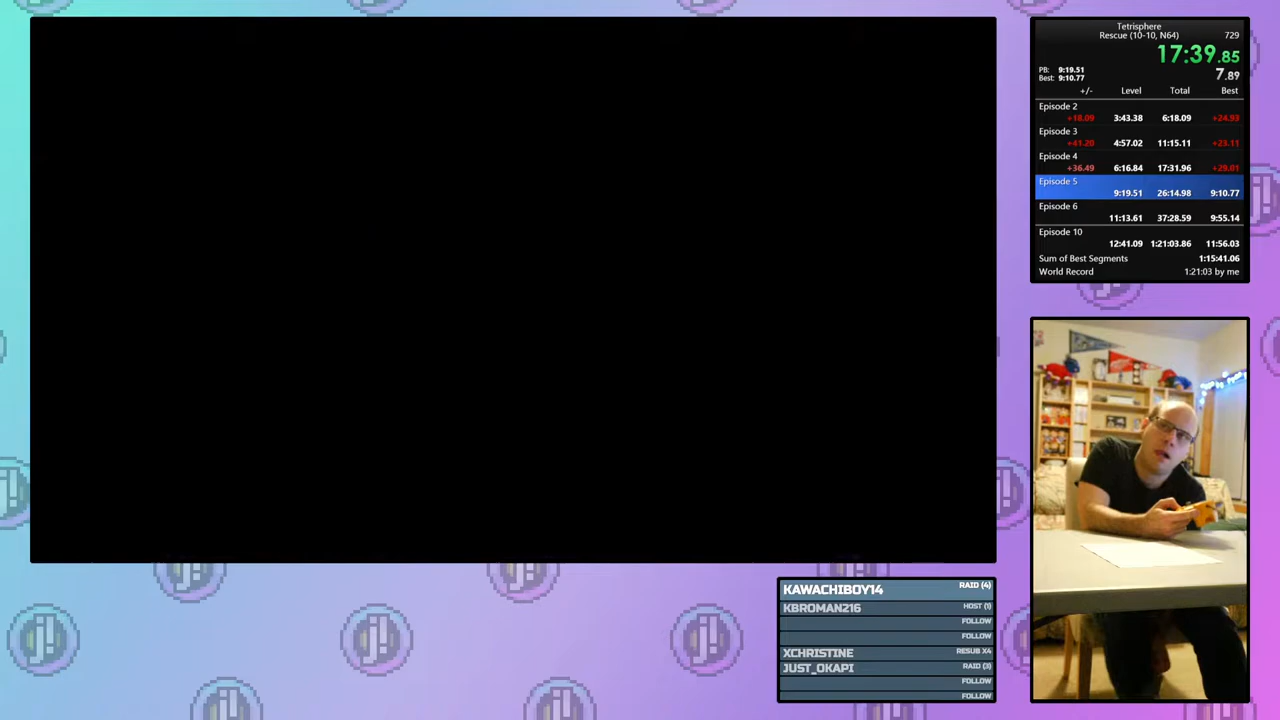 Tetrisphere
Rescue (10-10, N64) 729
17:39.85
PB: 9:19.51
Best: 9:10.77
7.89
+/- Level Total Best
Episode 2
+18.09 3:43.38 6:18.09 +24.93
Episode 3
+41.20 4:57.02 11:15.11 +23.11
Episode 4
+36.49 6:16.84 17:31.96 +29.01
Episode 5
9:19.51 26:14.98 9:10.77
Episode 6
11:13.61 37:28.59 9:55.14
Episode 10
12:41.09 1:21:03.86 11:56.03
Sum of Best Segments 1:15:41.06
World Record 1:21:03 by me
KAWACHIBOY14 RAID (4)
KBROMAN216 HOST (1)
FOLLOW
FOLLOW
XCHRISTINE RESUB X4
JUST_OKAPI RAID (3)
FOLLOW
FOLLOW